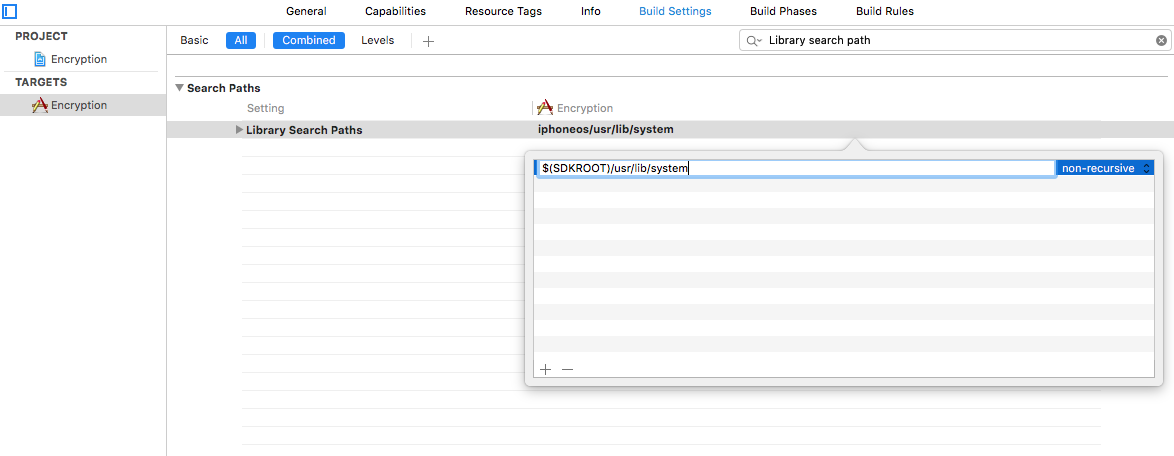 General Capabilities Resource Tags Info Build Settings Build Phases Build Rules
PROJECT
Encryption
TARGETS
Encryption
Basic All Combined Levels + Library search path
Search Paths
Setting Encryption
Library Search Paths iphoneos/usr/lib/system
$(SDKROOT)/usr/lib/system non-recursive